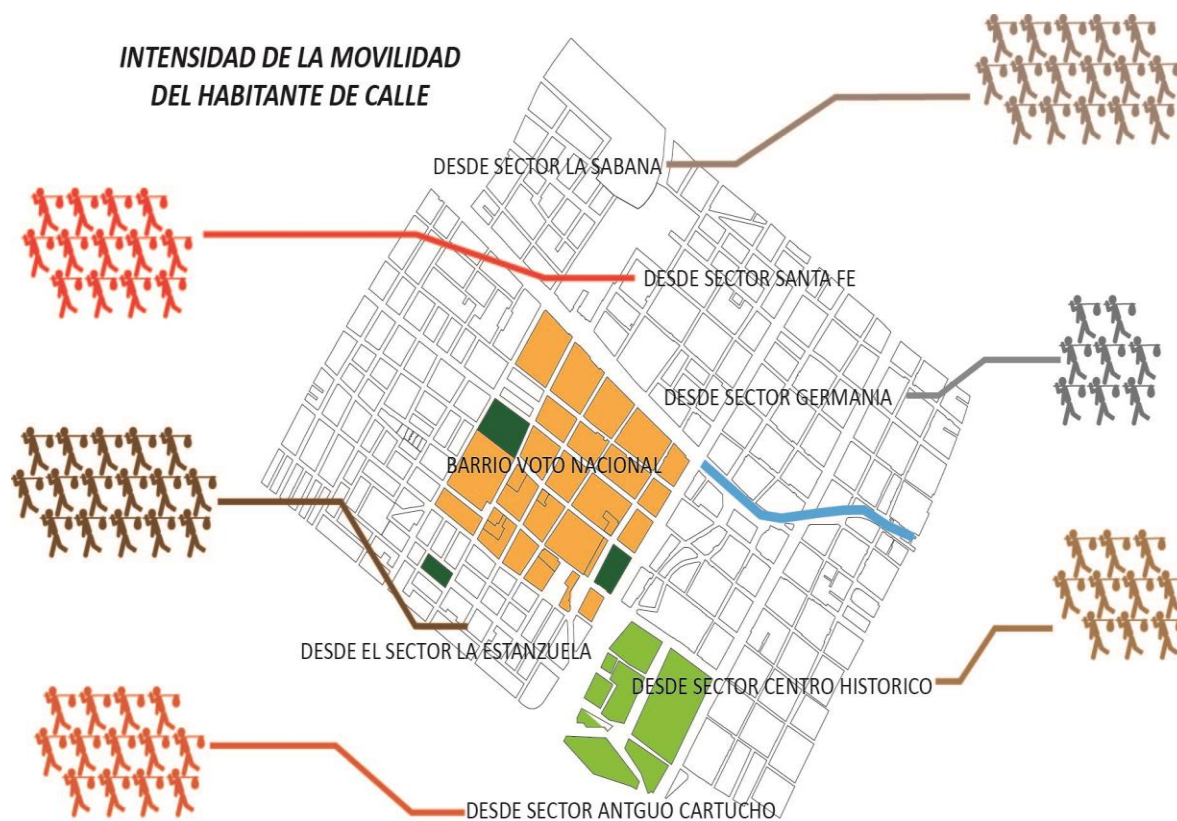 INTENSIDAD DE LA MOVILIDAD
DEL HABITANTE DE CALLE
DESDE SECTOR LA SABANA
DESDE SECTOR SANTA FE
DESDE SECTOR GERMANIA
BARRIO VOTO NACIONAL
DESDE EL SECTOR LA ESTANZUELA
DESDE SECTOR CENTRO HISTORICO
DESDE SECTOR ANTGUO CARTUCHO